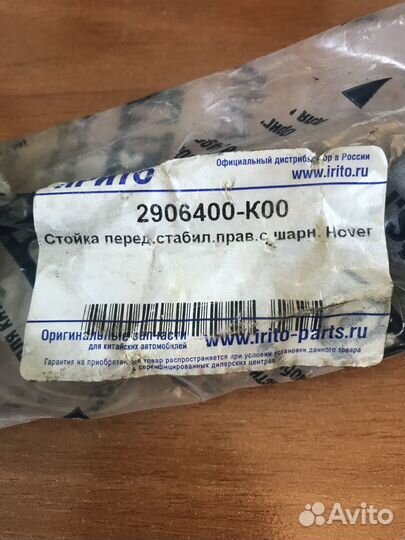 Официальный дистрибьютор в России
www.irito.ru
2906400-K00
Стойка перед.стабил.прав.с шарн. Hover
Оригинальные запчасти
для китайских автомобилей
www.irito-parts.ru
Гарантия на приобретенный товар распространяется при условии установки данного товара
в сертифицированных дилерских центрах
Avito